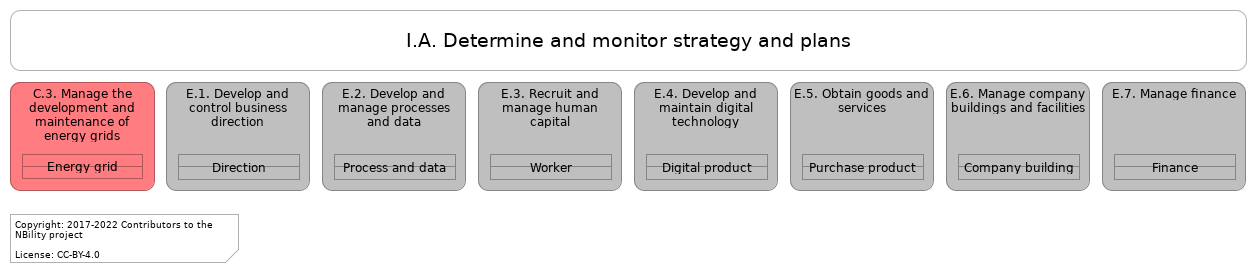 I.A. Determine and monitor strategy and plans
C.3. Manage the
development and
maintenance of
energy grids
Energy grid
E.1. Develop and
control business
direction
Direction
E.2. Develop and
manage processes
and data
Process and data
E.3. Recruit and
manage human
capital
Worker
E.4. Develop and
maintain digital
technology
Digital product
E.5. Obtain goods and
services
Purchase product
E.6. Manage company
buildings and facilities
Company building
E.7. Manage finance
Finance
Copyright: 2017-2022 Contributors to the
NBility project
License: CC-BY-4.0